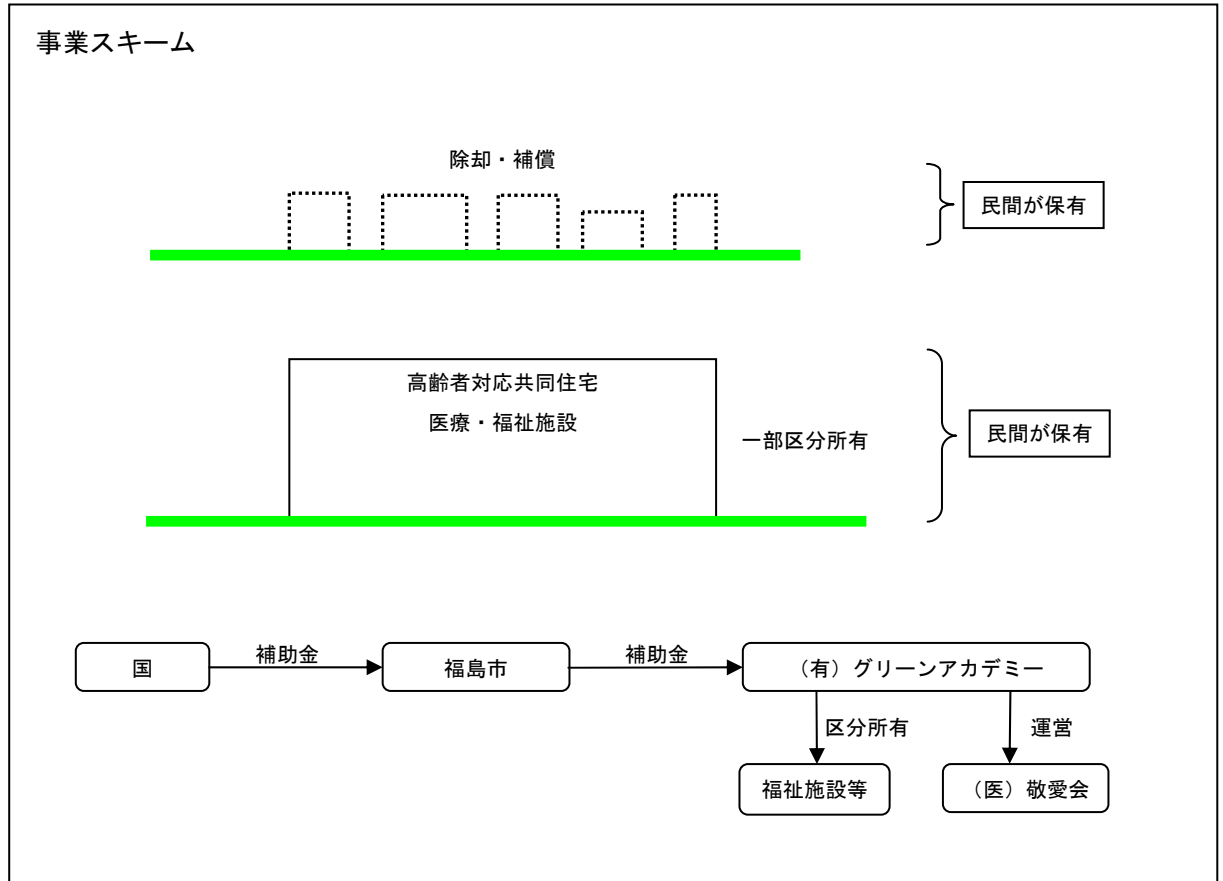 事業スキーム
除却・補償
民間が保有
高齢者対応共同住宅
医療・福祉施設
一部区分所有
民間が保有
国
補助金
福島市
補助金
（有）グリーンアカデミー
区分所有
運営
福祉施設等
（医）敬愛会